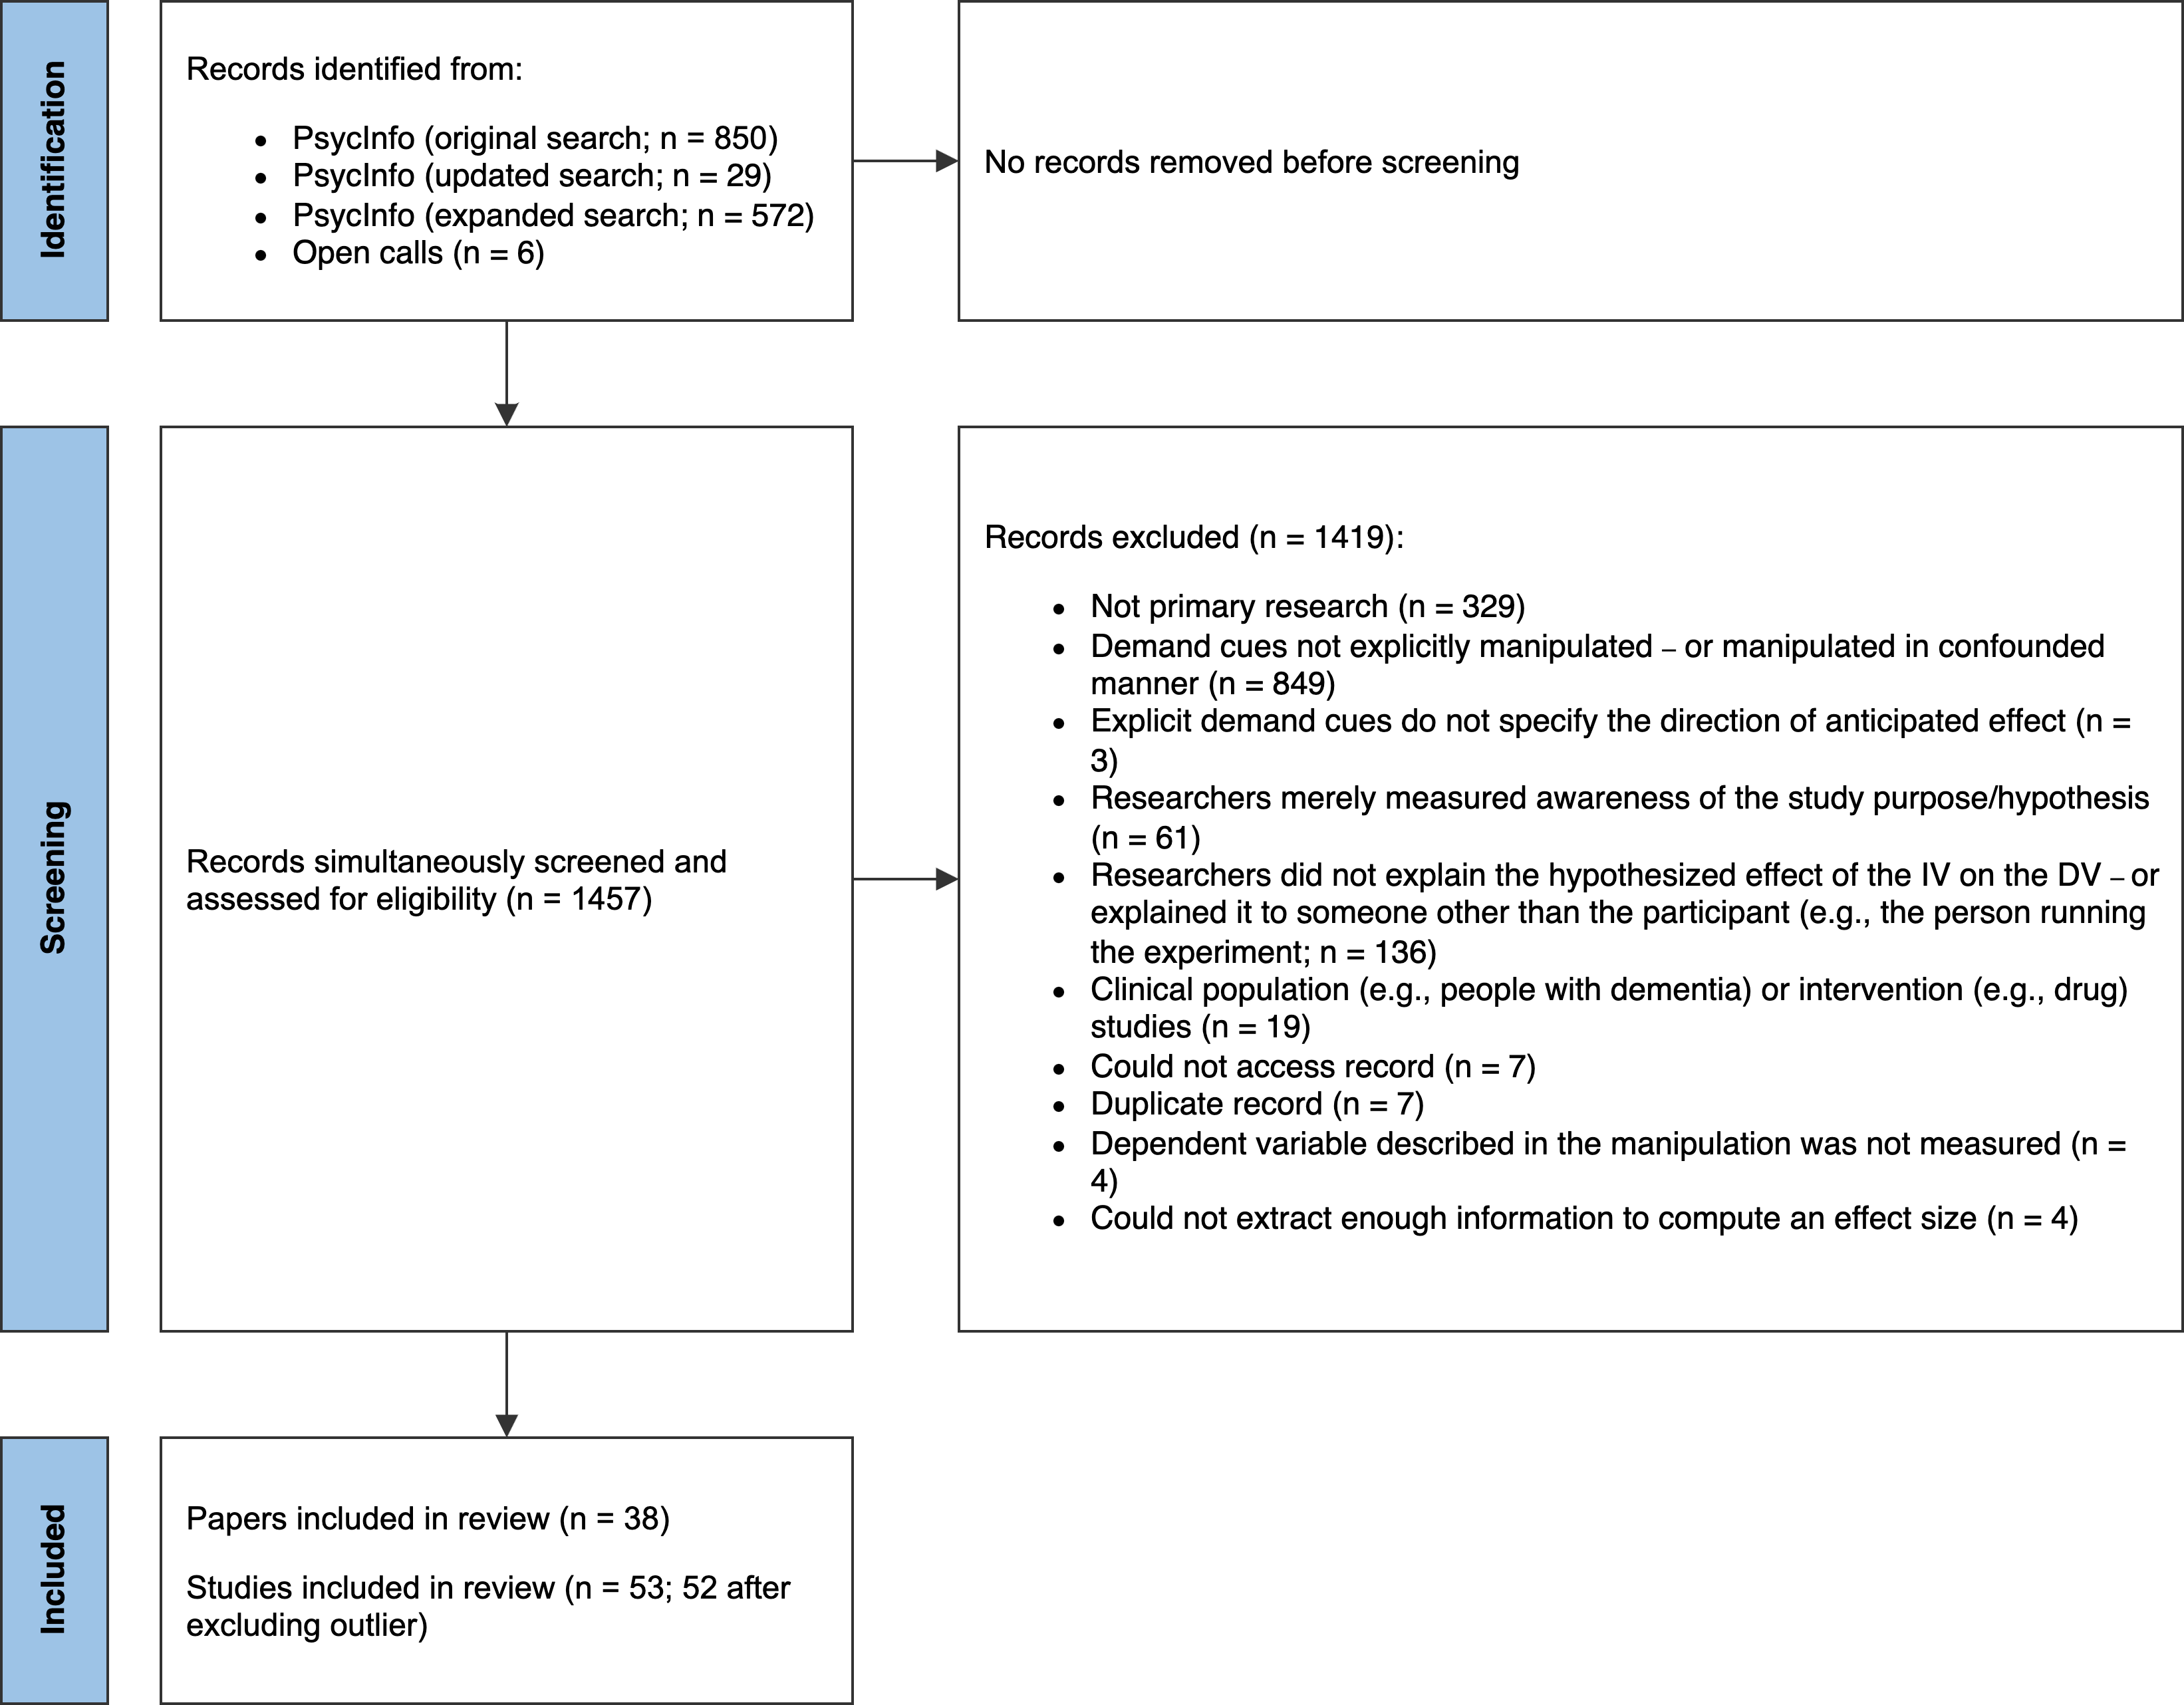 Identification
Records identified from:
• PsycInfo (original search; n = 850)
• PsycInfo (updated search; n = 29)
• PsycInfo (expanded search; n = 572)
• Open calls (n = 6)
No records removed before screening
Screening
Records simultaneously screened and
assessed for eligibility (n = 1457)
Records excluded (n = 1419):
• Not primary research (n = 329)
• Demand cues not explicitly manipulated – or manipulated in confounded
manner (n = 849)
• Explicit demand cues do not specify the direction of anticipated effect (n =
3)
• Researchers merely measured awareness of the study purpose/hypothesis
(n = 61)
• Researchers did not explain the hypothesized effect of the IV on the DV – or
explained it to someone other than the participant (e.g., the person running
the experiment; n = 136)
• Clinical population (e.g., people with dementia) or intervention (e.g., drug)
studies (n = 19)
• Could not access record (n = 7)
• Duplicate record (n = 7)
• Dependent variable described in the manipulation was not measured (n =
4)
• Could not extract enough information to compute an effect size (n = 4)
Included
Papers included in review (n = 38)
Studies included in review (n = 53; 52 after
excluding outlier)